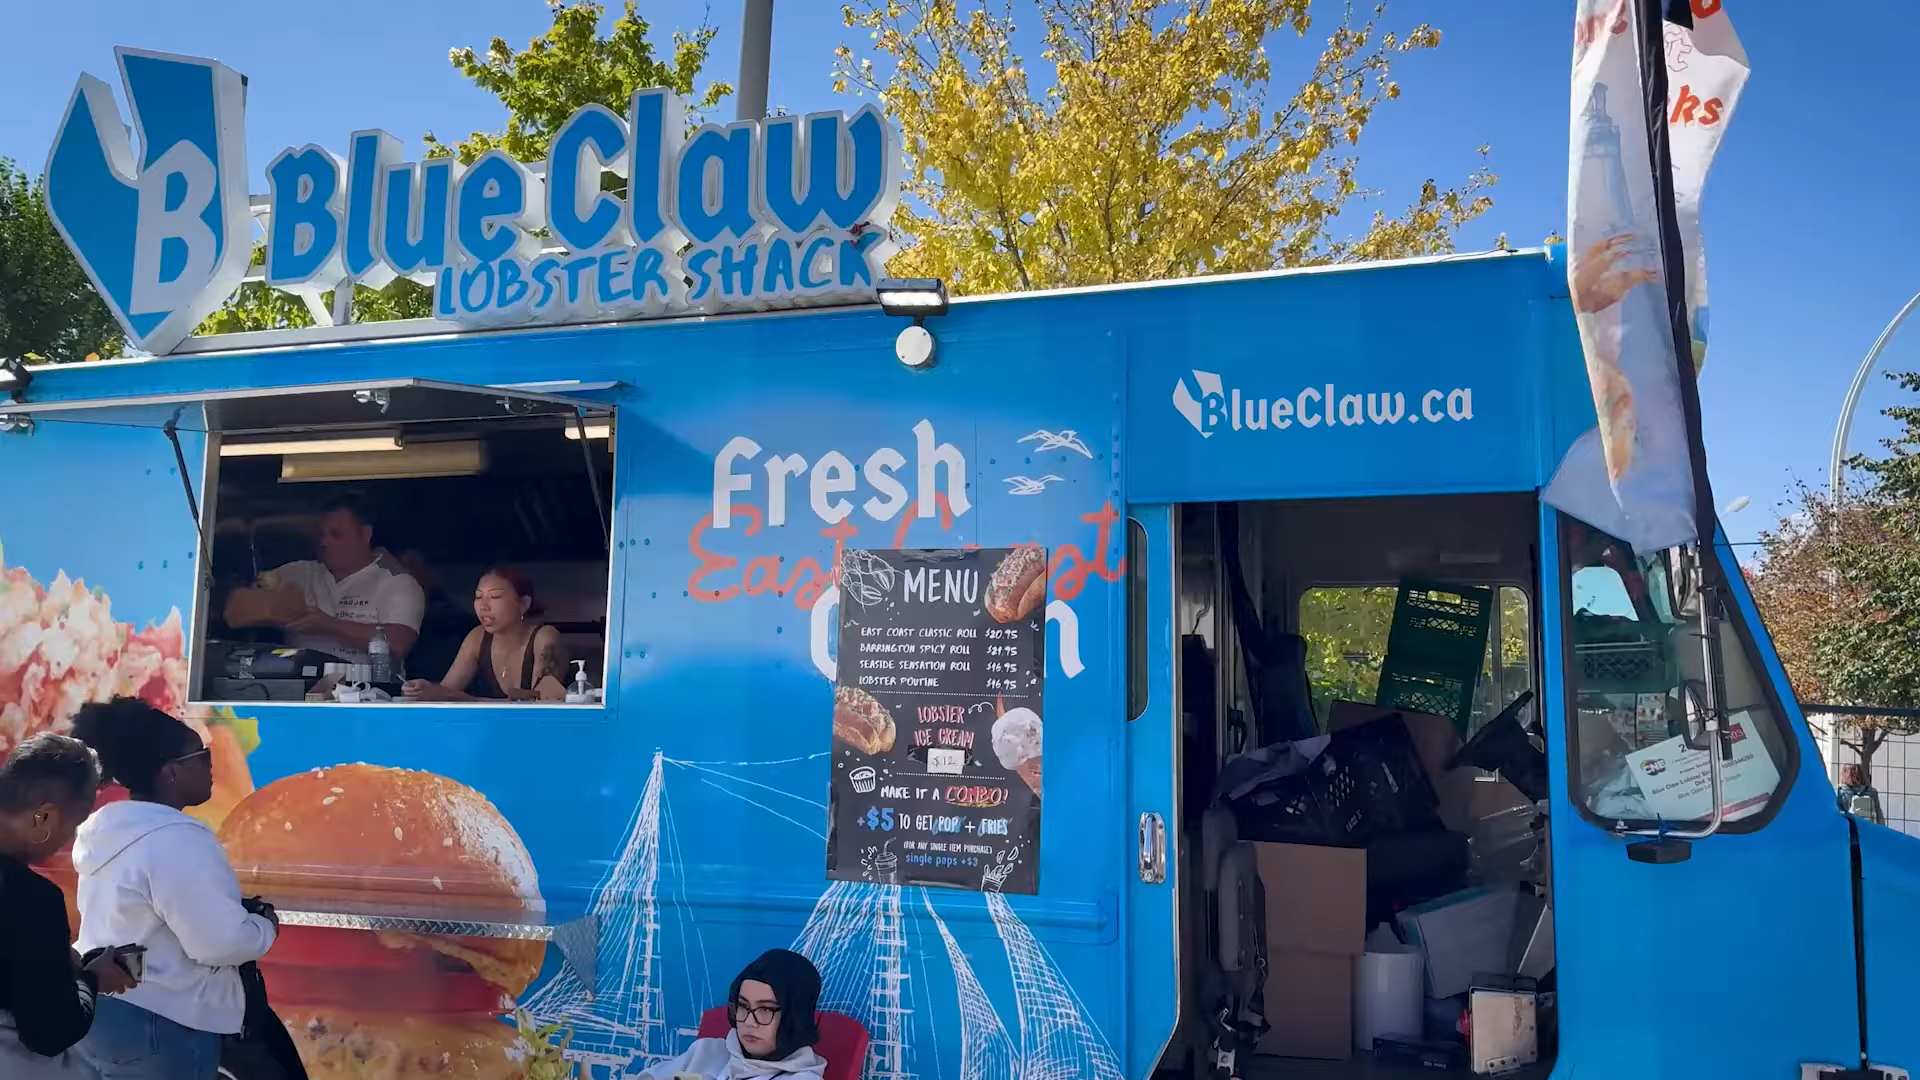 B Blue Claw
LOBSTER SHACK
BlueClaw.ca
Fresh
East Coast
MENU
EAST COAST CLASSIC ROLL $20.95
BARRINGTON SPICY ROLL $21.95
SEASIDE SENSATION ROLL $16.95
LOBSTER POUTINE $16.95
LOBSTER
ICE CREAM
$12
MAKE IT A COMBO!
+$5 TO GET POP + FRIES
(FOR ANY SINGLE ITEM PURCHASE)
single pops +$3
ks
CNE